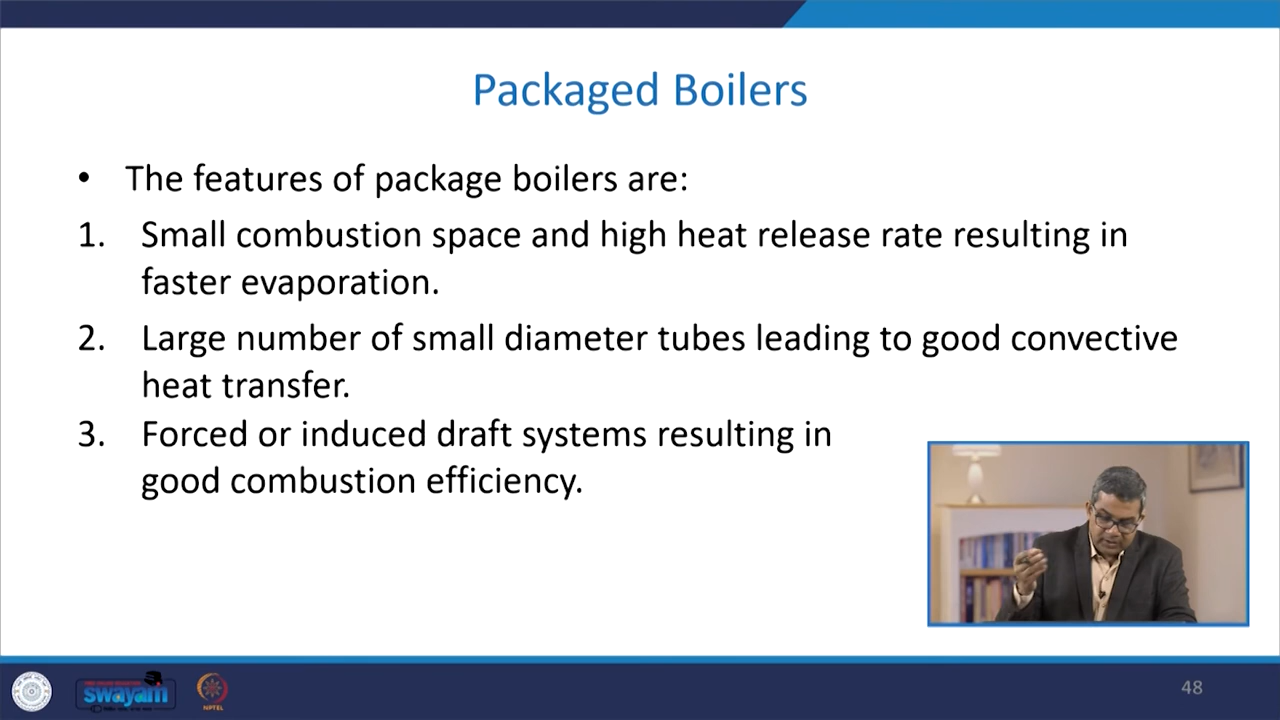 Packaged Boilers
• The features of package boilers are:
1. Small combustion space and high heat release rate resulting in
faster evaporation.
2. Large number of small diameter tubes leading to good convective
heat transfer.
3. Forced or induced draft systems resulting in
good combustion efficiency.
swayam
NPTEL
48